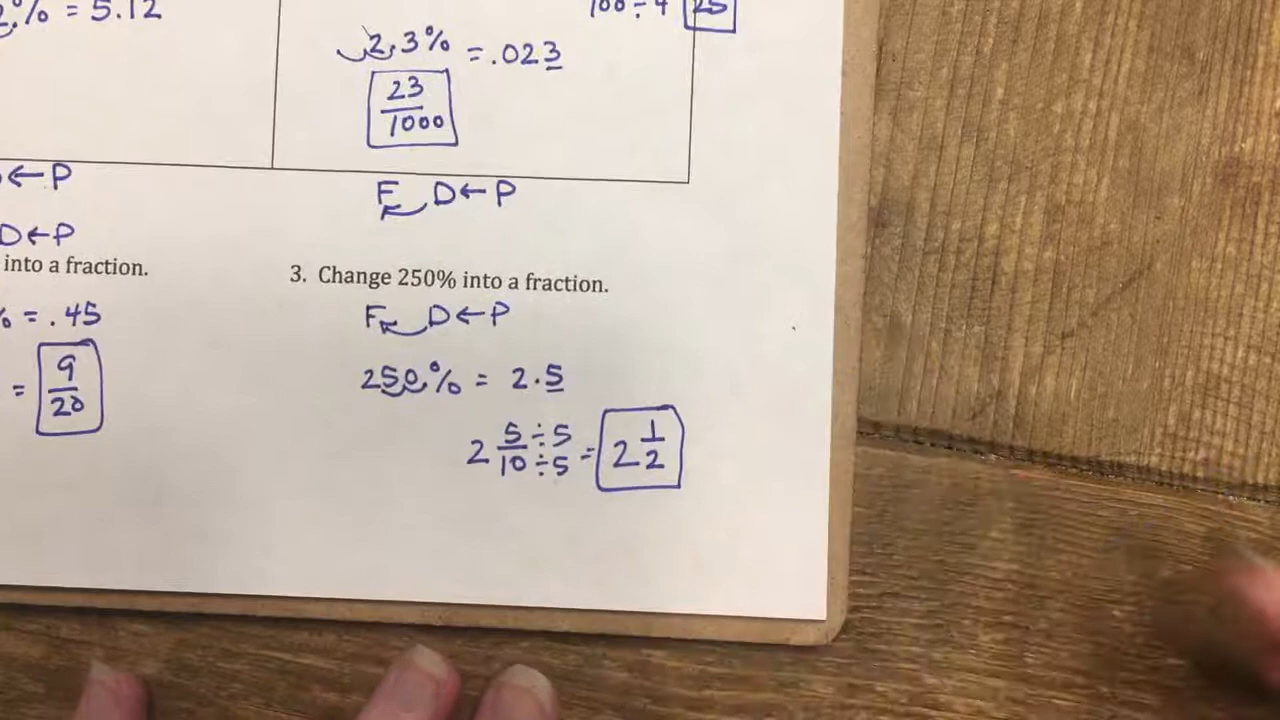 % = 5.12
100 ÷ 4 25
2.3% = .023
23
1000
←P
F D←P
D←P
into a fraction.
% = .45
= 9
20
3. Change 250% into a fraction.
F D←P
250% = 2.5
2 5÷5 = 2 1
10÷5 2